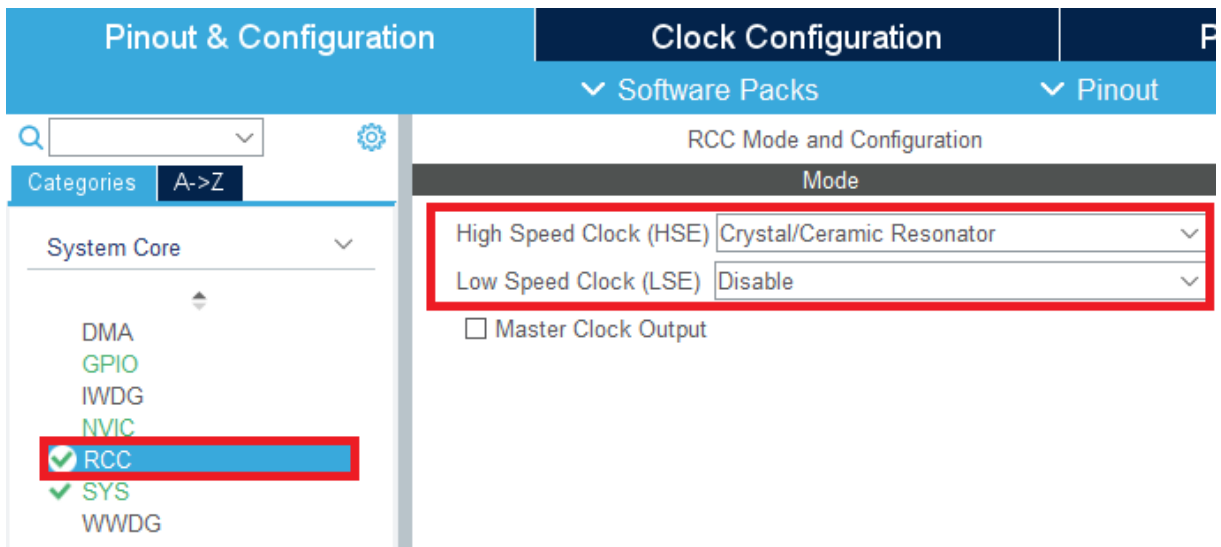 Pinout & Configuration
Clock Configuration
P
Software Packs
Pinout
Categories
A->Z
System Core
DMA
GPIO
IWDG
NVIC
RCC
SYS
WWDG
RCC Mode and Configuration
Mode
High Speed Clock (HSE) Crystal/Ceramic Resonator
Low Speed Clock (LSE) Disable
Master Clock Output